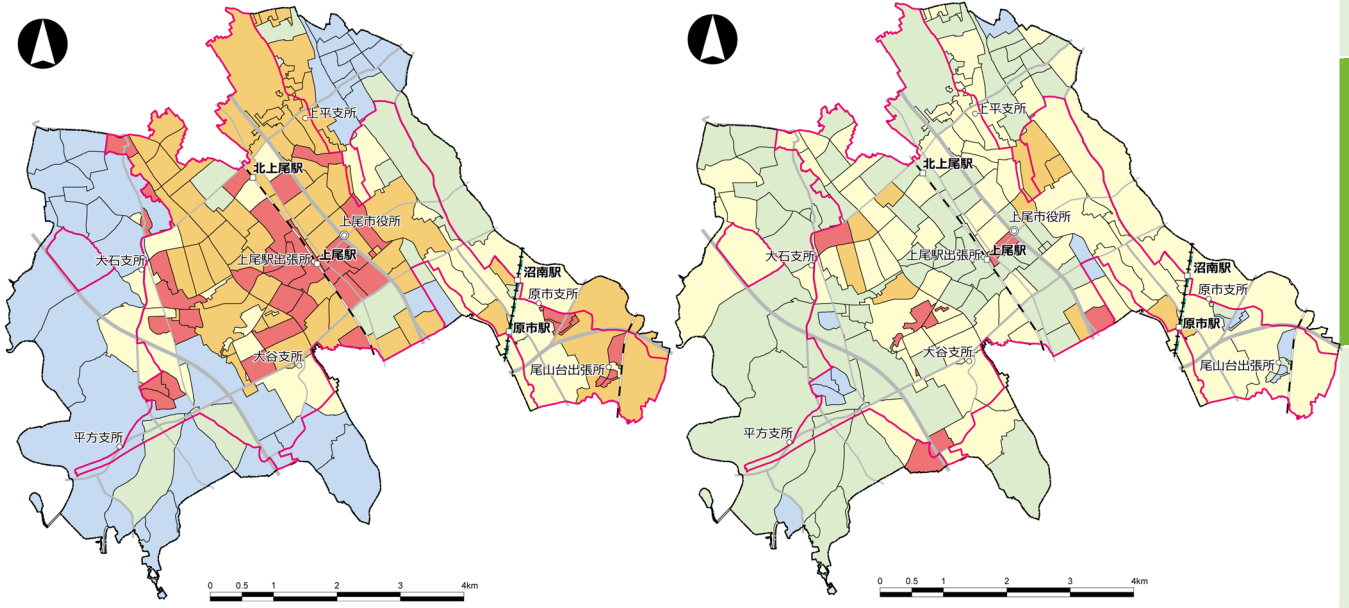 上平支所
北上尾駅
上尾市役所
大石支所
上尾駅出張所
上尾駅
沼南駅
原市支所
原市駅
大谷支所
尾山台出張所
平方支所
0 0.5 1 2 3 4km
上平支所
北上尾駅
上尾市役所
大石支所
上尾駅出張所
上尾駅
沼南駅
原市支所
原市駅
大谷支所
尾山台出張所
平方支所
0 0.5 1 2 3 4km